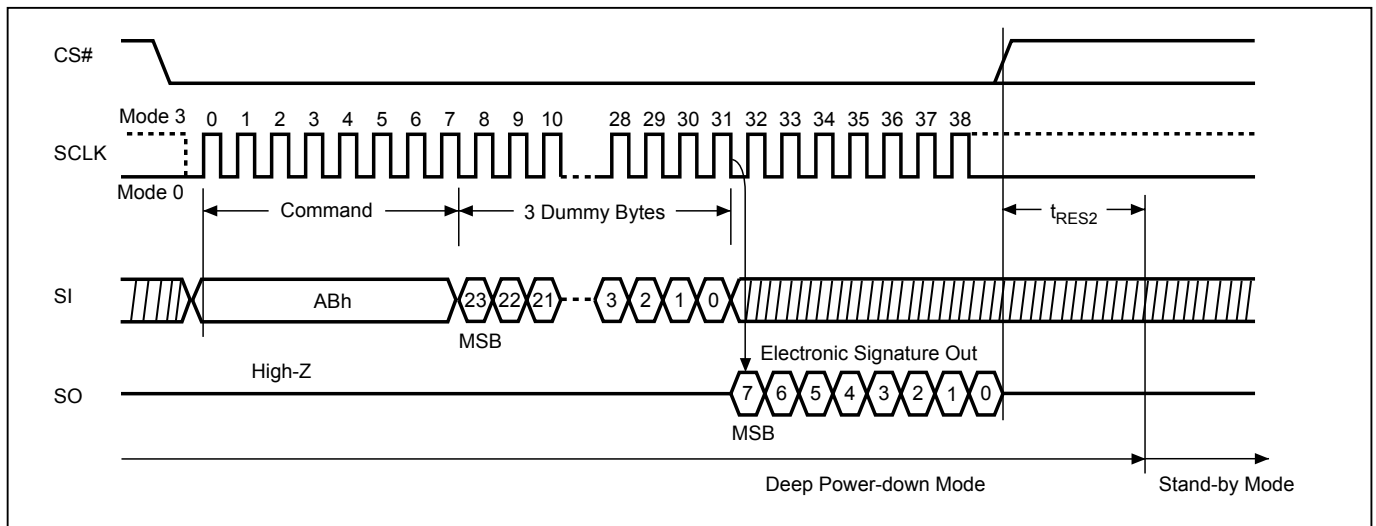 CS#
Mode 3 0 1 2 3 4 5 6 7 8 9 10 28 29 30 31 32 33 34 35 36 37 38
SCLK
Mode 0
Command 3 Dummy Bytes tRES2
SI ABh 23 22 21 3 2 1 0
MSB
High-Z Electronic Signature Out
SO 7 6 5 4 3 2 1 0
MSB
Deep Power-down Mode Stand-by Mode